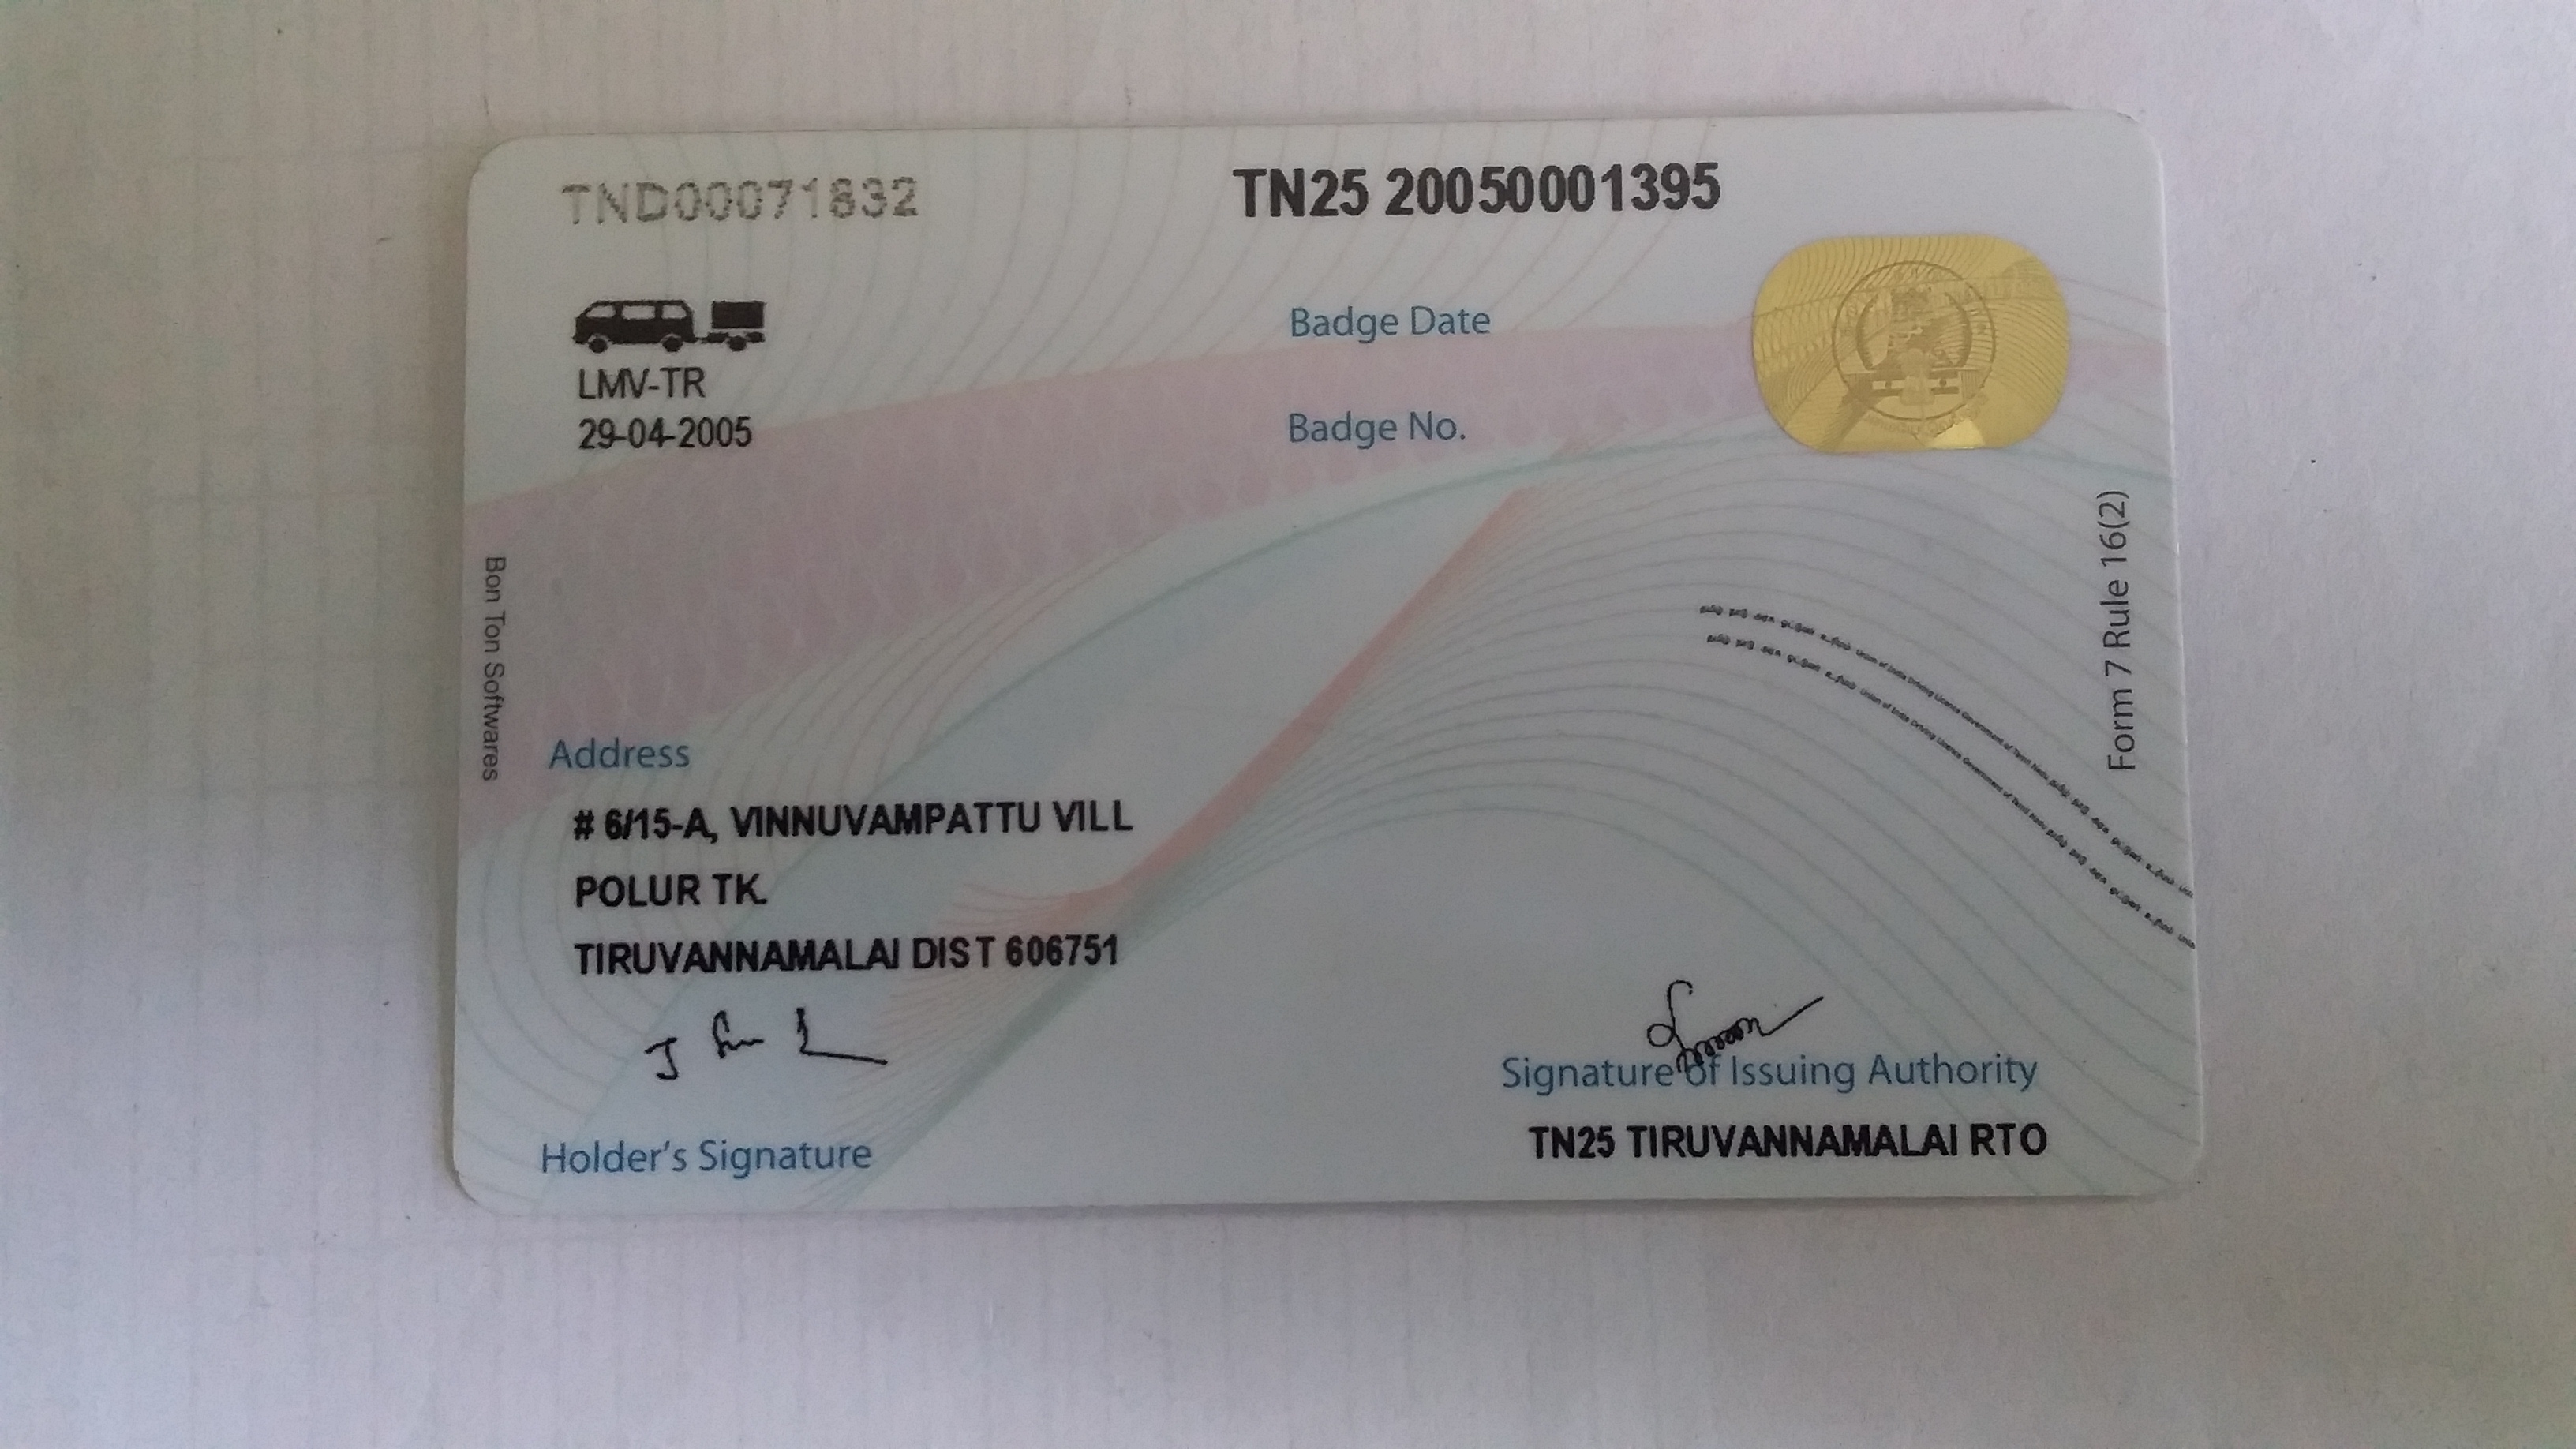 TND00071832
TN25 20050001395
Badge Date
LMV-TR
29-04-2005
Badge No.
Form 7 Rule 16(2)
Bon Ton Softwares
Address
# 6/15-A, VINNUVAMPATTU VILL
POLUR TK.
TIRUVANNAMALAI DIST 606751
Signature of Issuing Authority
TN25 TIRUVANNAMALAI RTO
Holder's Signature